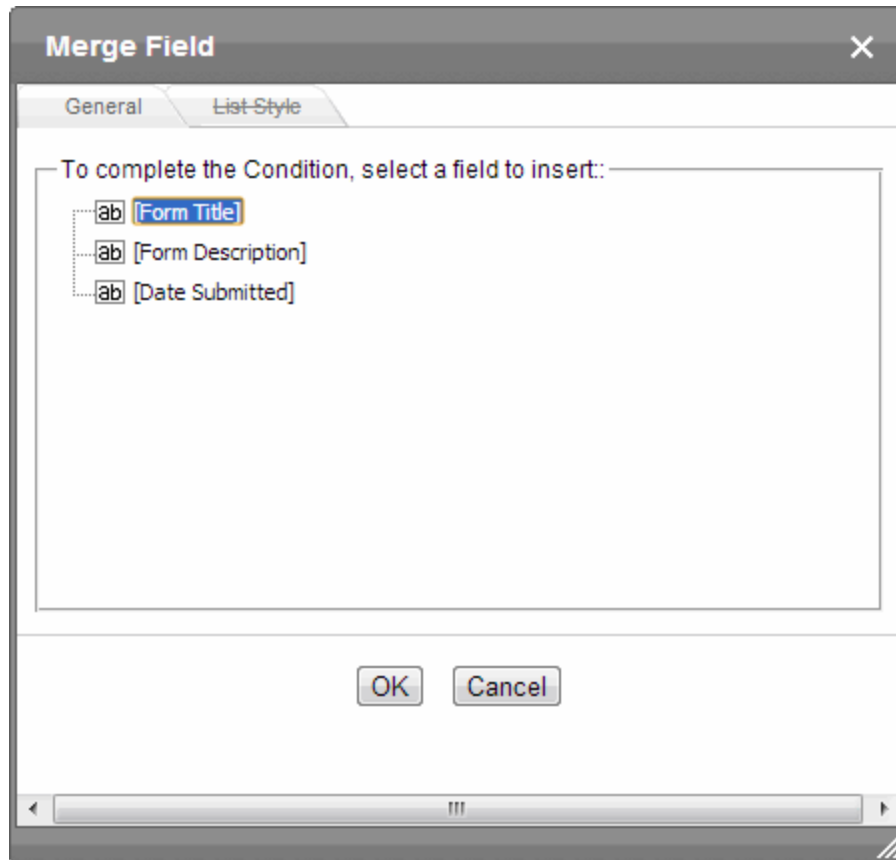 Merge Field
General
List Style
To complete the Condition, select a field to insert::
ab [Form Title]
ab [Form Description]
ab [Date Submitted]
OK
Cancel